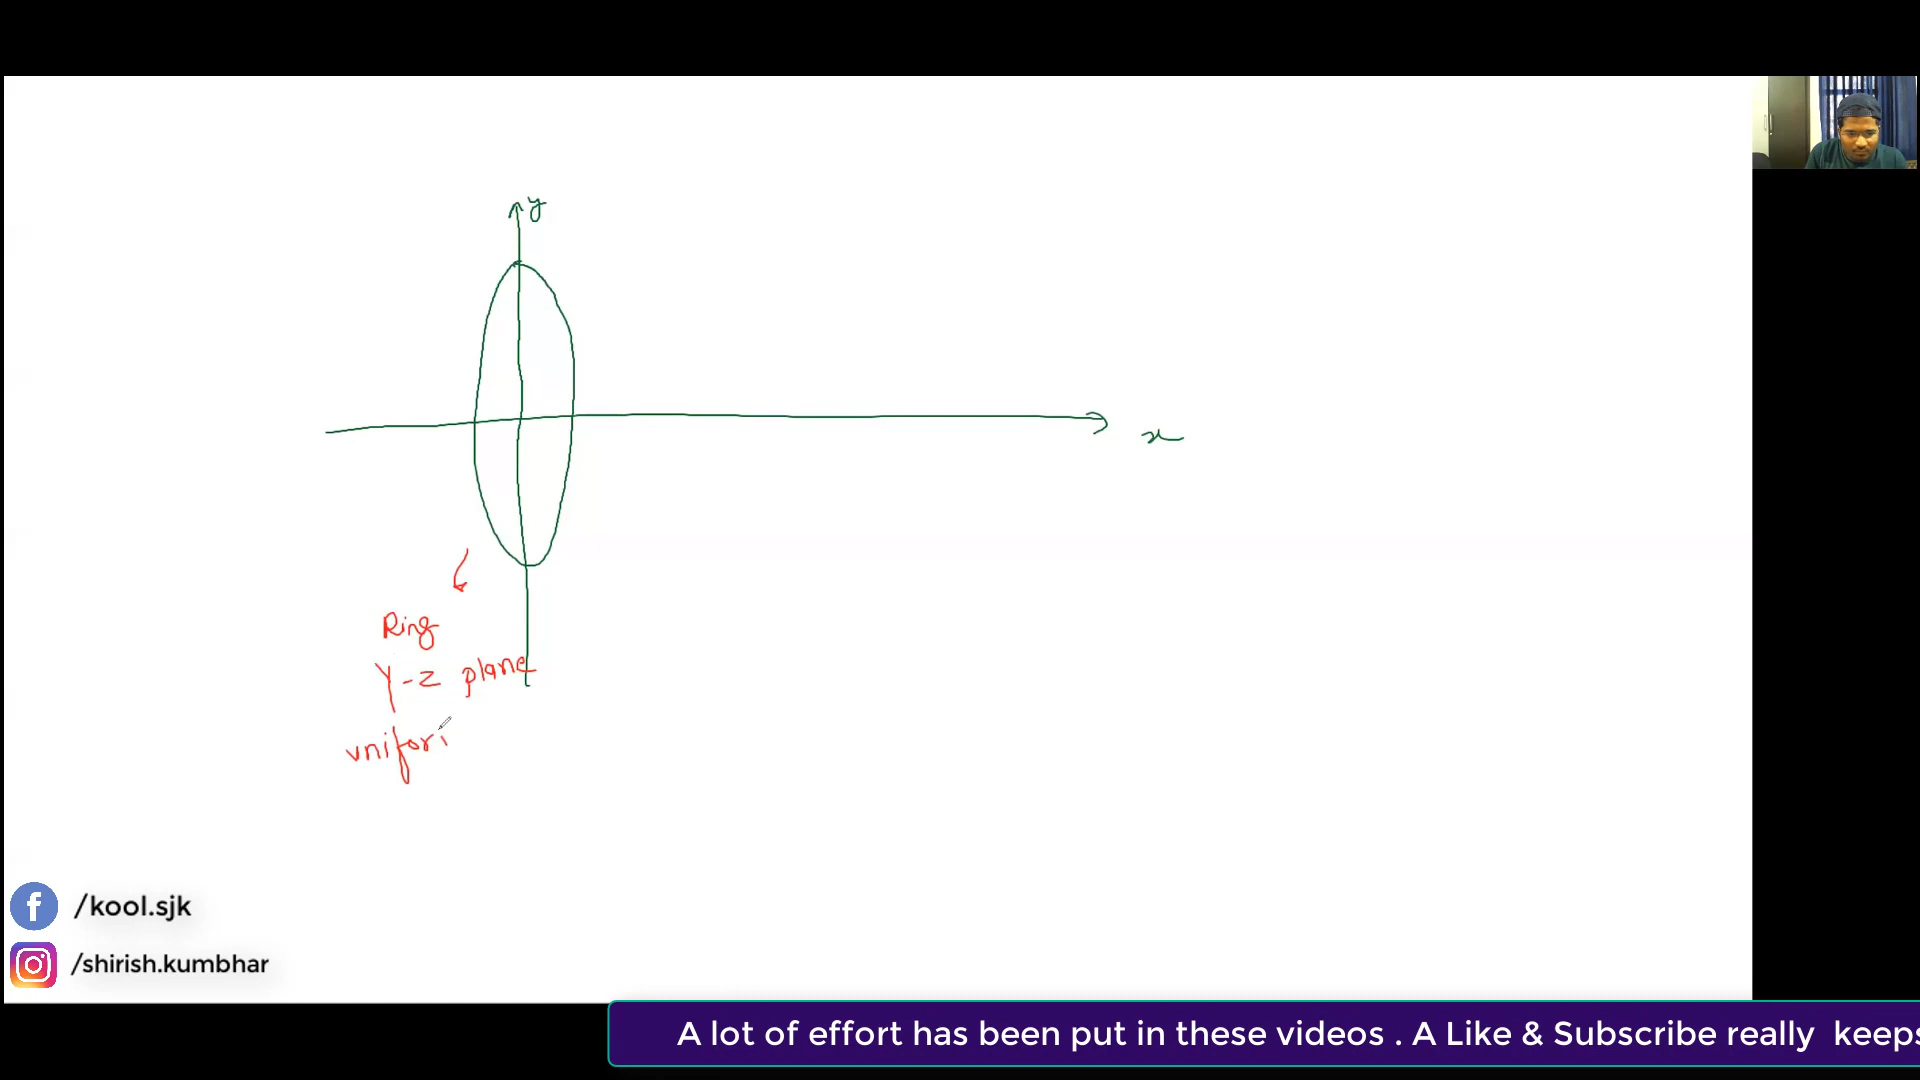 y
x
Ring
Y-z plane
unifori
/kool.sjk
/shirish.kumbhar
A lot of effort has been put in these videos . A Like & Subscribe really keeps